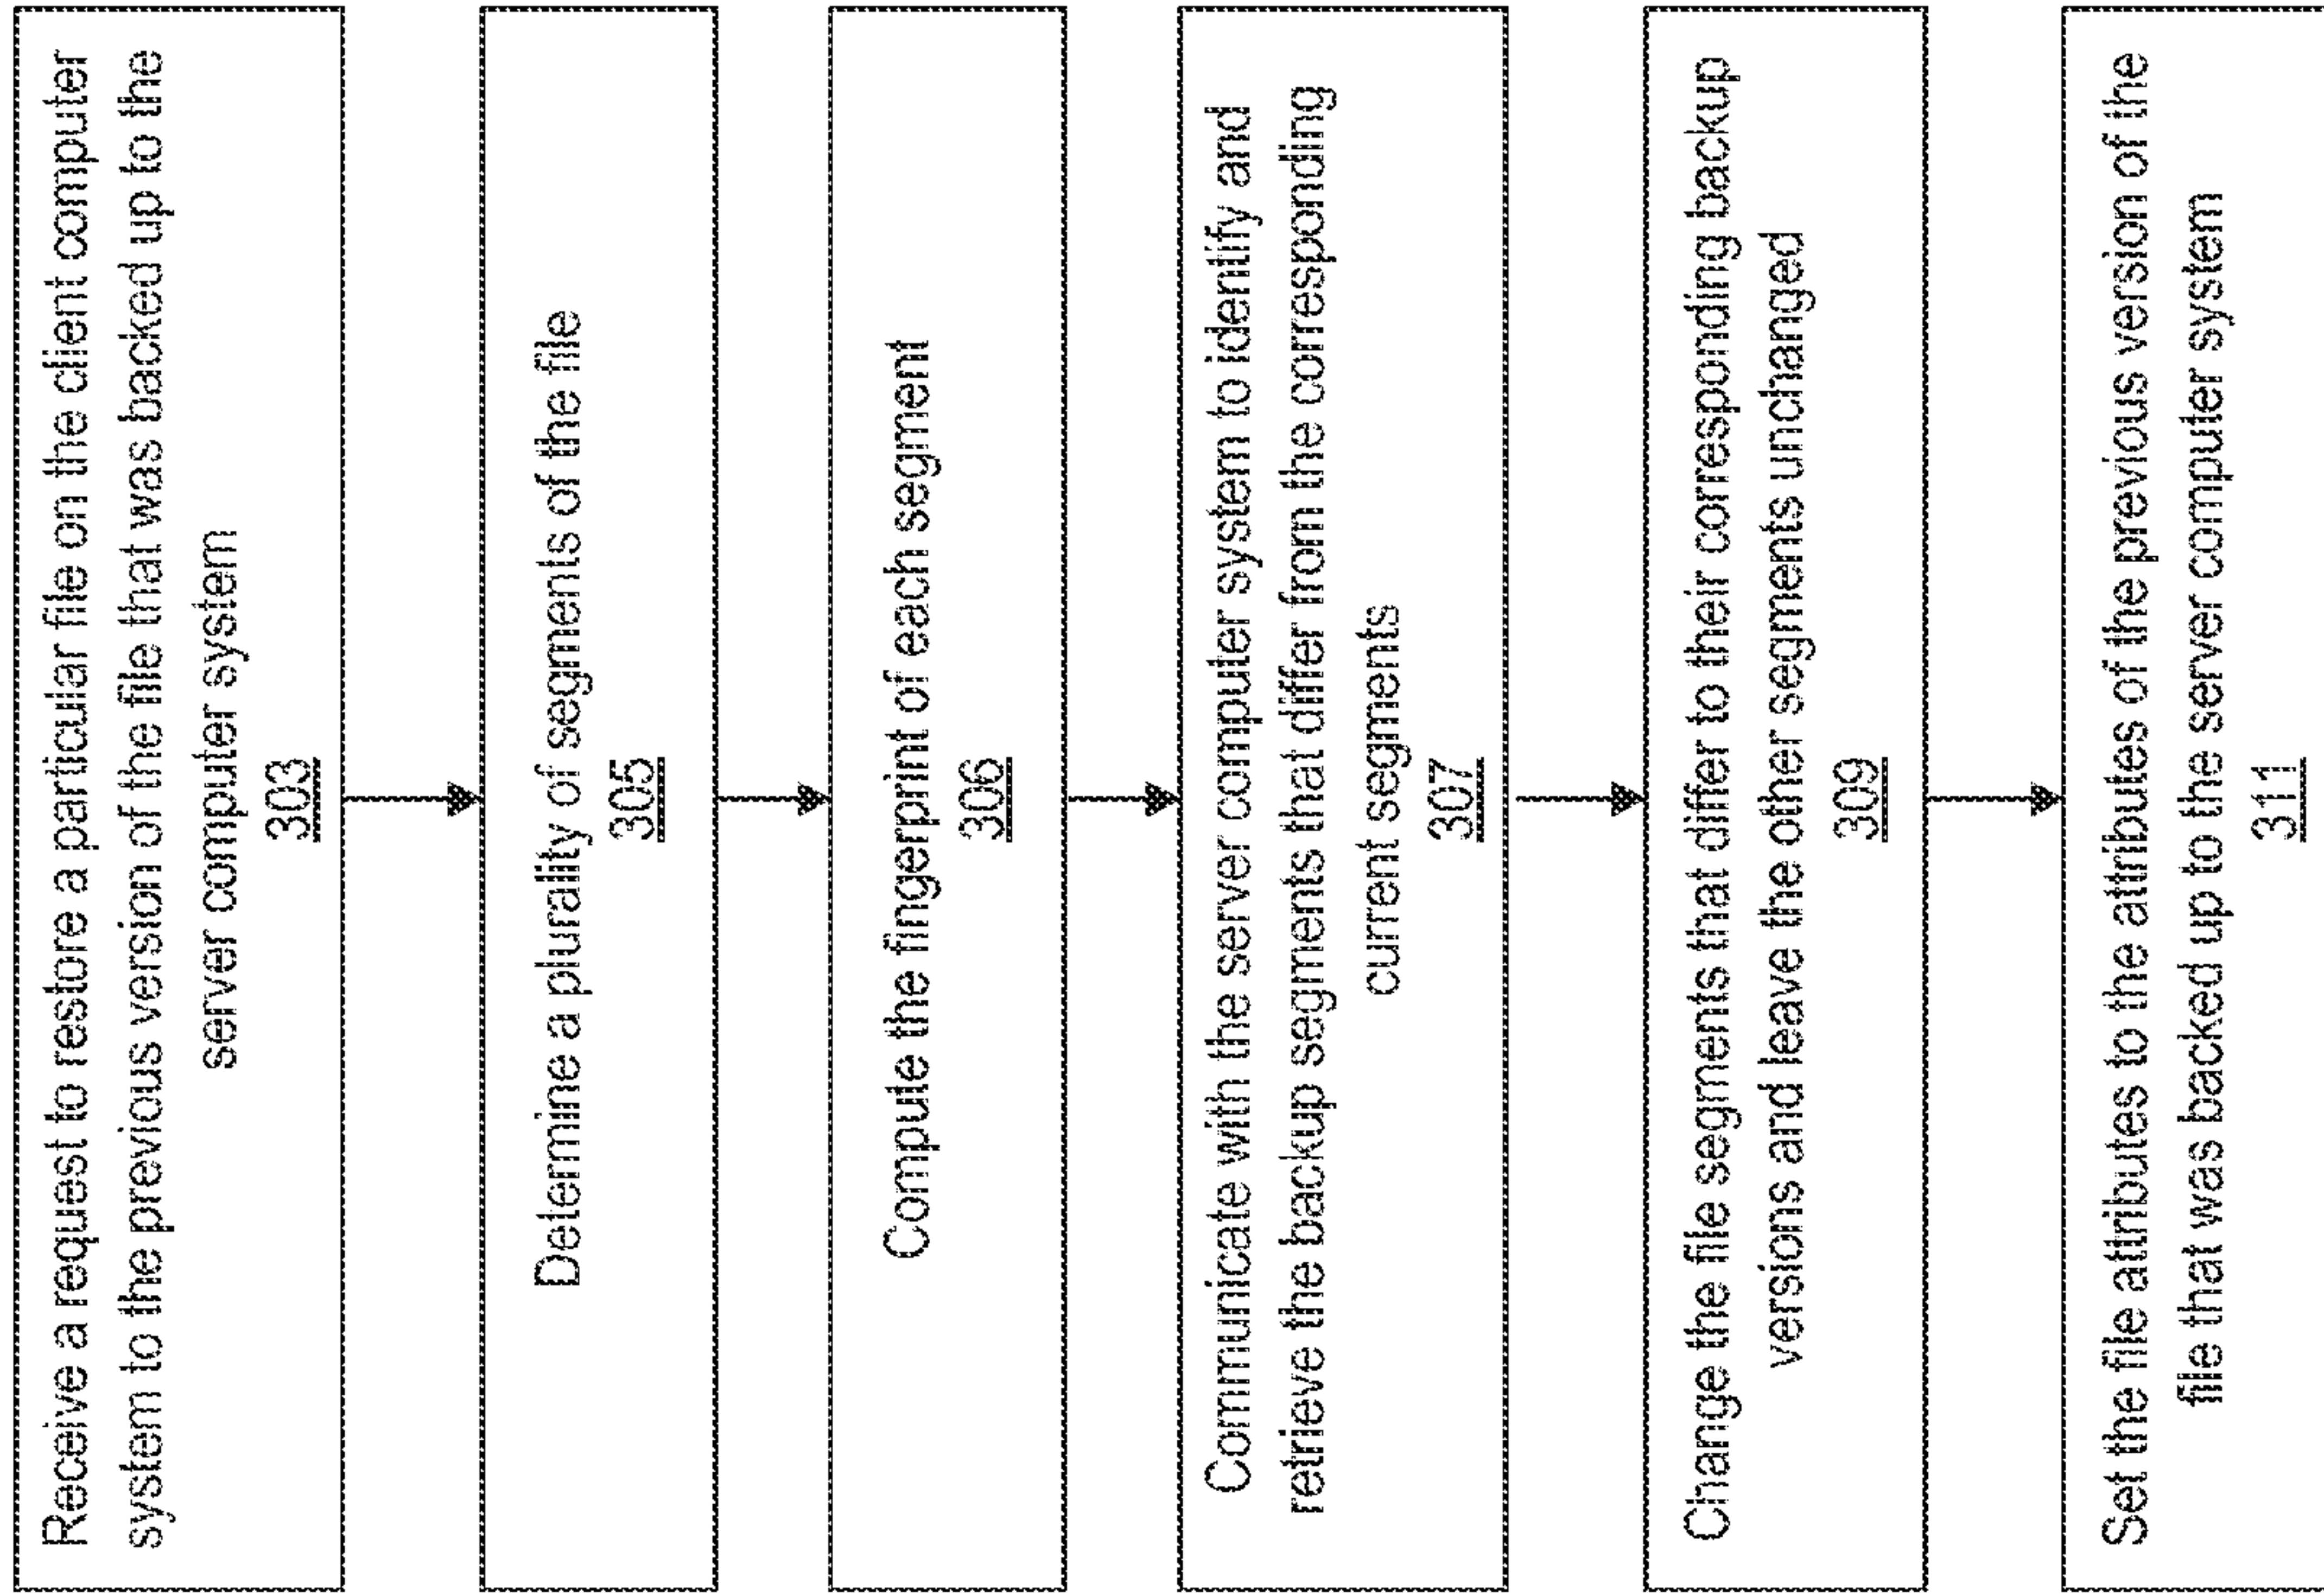 Receive a request to restore a particular file on the client computer
system to the previous version of the file that was backed up to the
server computer system
303
Determine a plurality of segments of the file
305
Compute the fingerprint of each segment
306
Communicate with the server computer system to identify and
retrieve the backup segments that differ from the corresponding
current segments
307
Change the file segments that differ to their corresponding backup
versions and leave the other segments unchanged
309
Set the file attributes to the attributes of the previous version of the
file that was backed up to the server computer system
311